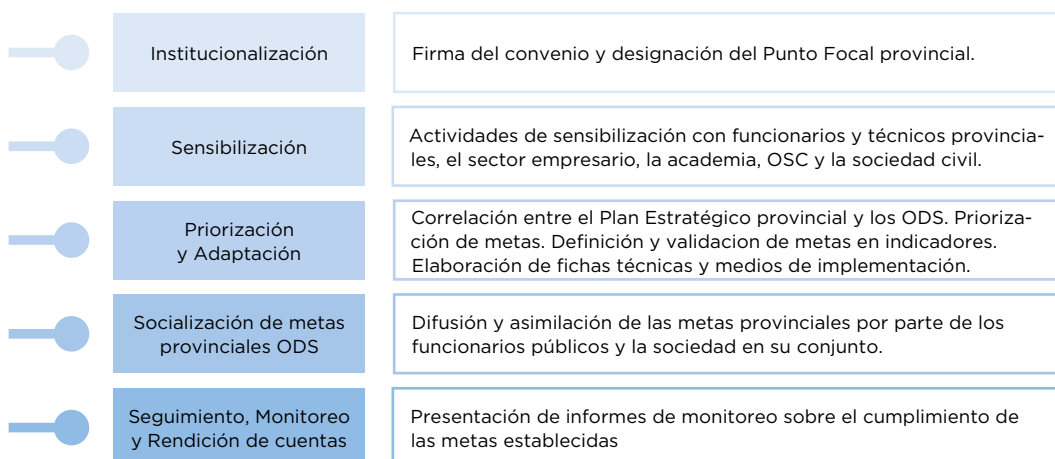 Institucionalización
Firma del convenio y designación del Punto Focal provincial.
Sensibilización
Actividades de sensibilización con funcionarios y técnicos provincia-
les, el sector empresario, la academia, OSC y la sociedad civil.
Priorización
y Adaptación
Correlación entre el Plan Estratégico provincial y los ODS. Prioriza-
ción de metas. Definición y validacion de metas en indicadores.
Elaboración de fichas técnicas y medios de implementación.
Socialización de metas
provinciales ODS
Difusión y asimilación de las metas provinciales por parte de los
funcionarios públicos y la sociedad en su conjunto.
Seguimiento, Monitoreo
y Rendición de cuentas
Presentación de informes de monitoreo sobre el cumplimiento de
las metas establecidas